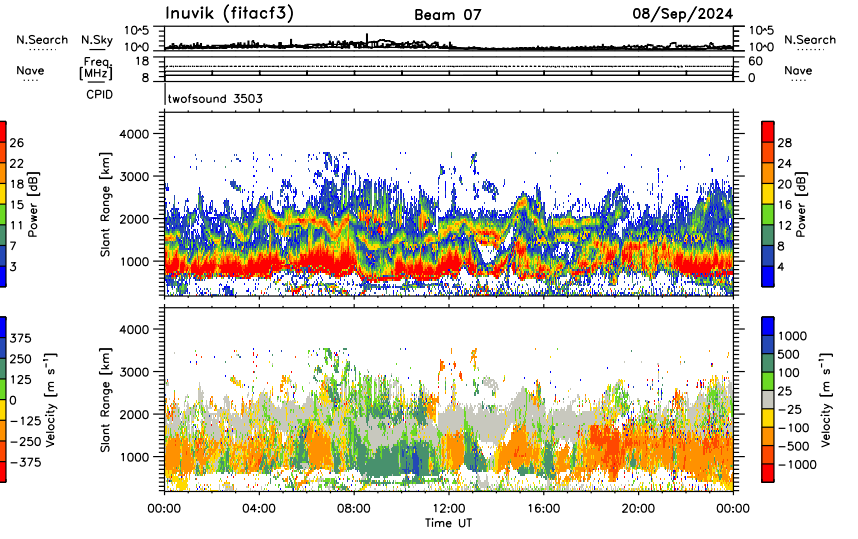 Inuvik (fitacf3) Beam 07 08/Sep/2024
10^5 10^5
N.Search N.Sky N.Search
10^0 10^0
18 Freq. 60
Nave [MHz] Nave
8 0
CPID
twofsound 3503
4000
3000
2000
1000
Slant Range [km]
26
22
18
15
11
7
3
Power [dB]
28
24
20
16
12
8
4
Power [dB]
4000
3000
2000
1000
Slant Range [km]
375
250
125
0
-125
-250
-375
Velocity [m s⁻¹]
1000
500
100
25
-25
-100
-500
-1000
Velocity [m s⁻¹]
00:00 04:00 08:00 12:00 16:00 20:00 00:00
Time UT